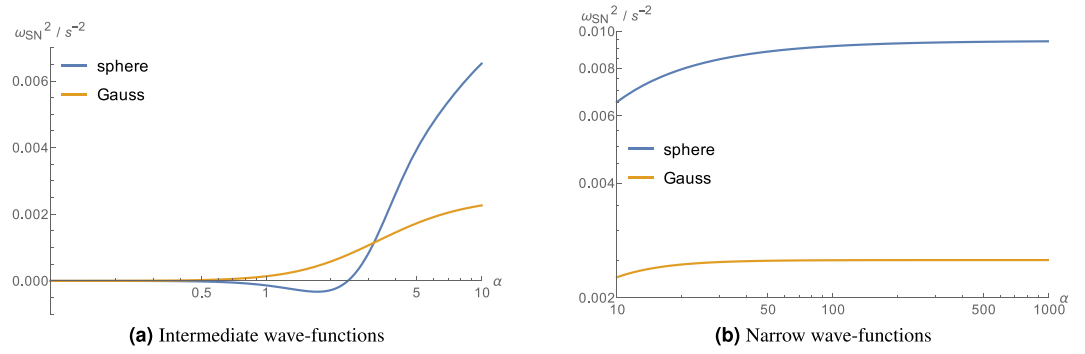 ω_SN² / s⁻²
sphere
Gauss
0.006
0.004
0.002
0.000
0.5 1 5 10 α
(a) Intermediate wave-functions
ω_SN² / s⁻²
0.010
0.008
0.006
0.004
0.002
sphere
Gauss
10 50 100 500 1000 α
(b) Narrow wave-functions